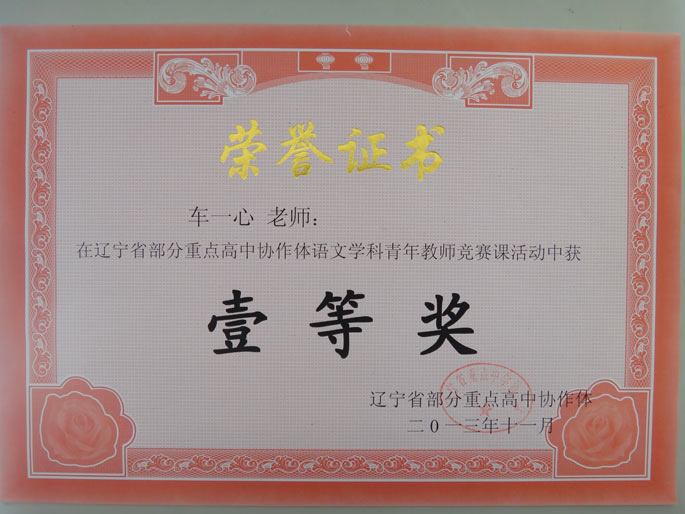 荣誉证书
车一心 老师：
在辽宁省部分重点高中协作体语文学科青年教师竞赛课活动中获
壹等奖
辽宁省部分重点高中协作体
二0一三年十一月